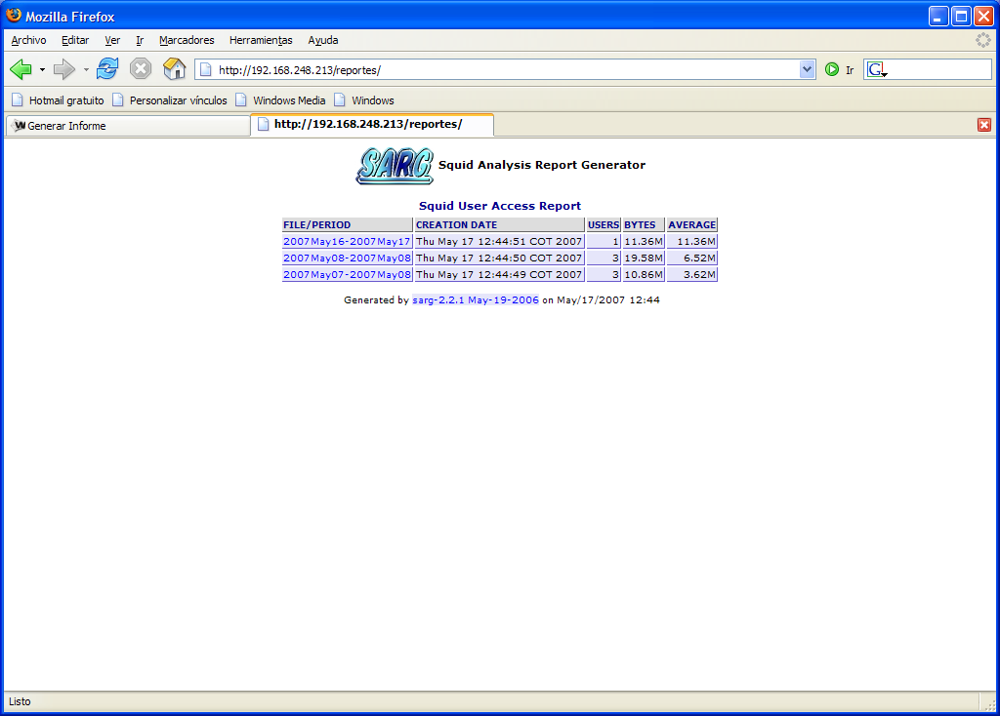 Mozilla Firefox
Archivo Editar Ver Ir Marcadores Herramientas Ayuda
http://192.168.248.213/reportes/ Ir G
Hotmail gratuito Personalizar vínculos Windows Media Windows
W Generar Informe http://192.168.248.213/reportes/
SARG Squid Analysis Report Generator
Squid User Access Report
FILE/PERIOD CREATION DATE USERS BYTES AVERAGE
2007May16-2007May17 Thu May 17 12:44:51 COT 2007 1 11.36M 11.36M
2007May08-2007May08 Thu May 17 12:44:50 COT 2007 3 19.58M 6.52M
2007May07-2007May08 Thu May 17 12:44:49 COT 2007 3 10.86M 3.62M
Generated by sarg-2.2.1 May-19-2006 on May/17/2007 12:44
Listo